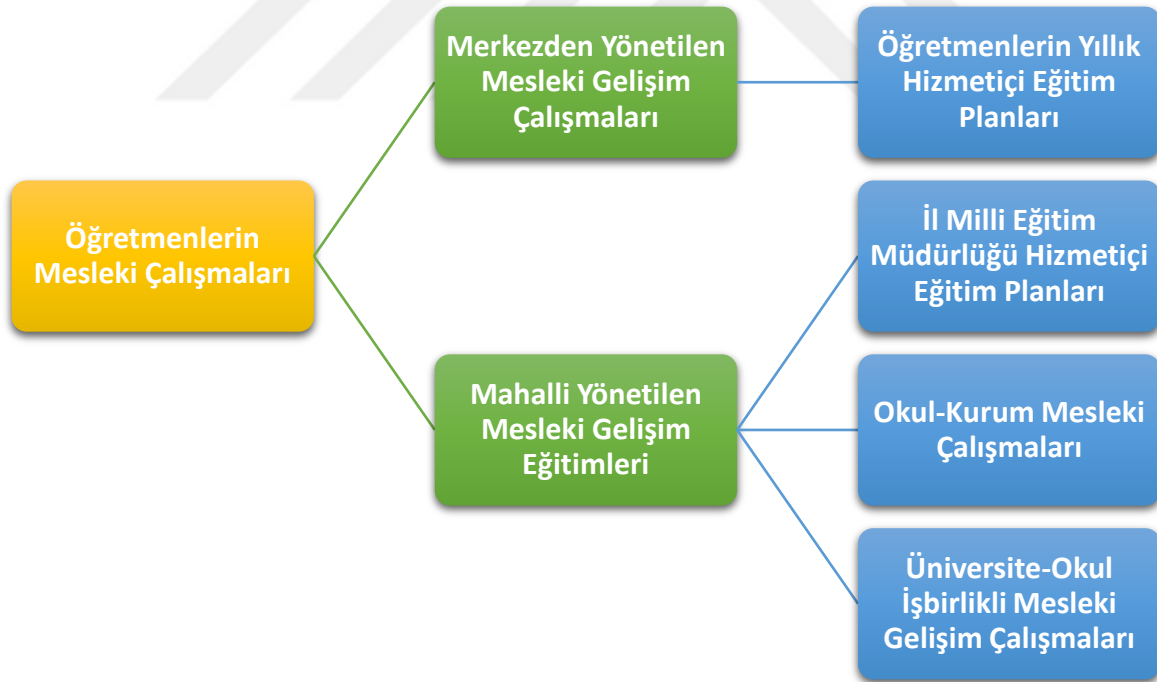 Öğretmenlerin
Mesleki Çalışmaları
Merkezden Yönetilen
Mesleki Gelişim
Çalışmaları
Öğretmenlerin Yıllık
Hizmetiçi Eğitim
Planları
Mahalli Yönetilen
Mesleki Gelişim
Eğitimleri
İl Milli Eğitim
Müdürlüğü Hizmetiçi
Eğitim Planları
Okul-Kurum Mesleki
Çalışmaları
Üniversite-Okul
İşbirlikli Mesleki
Gelişim Çalışmaları